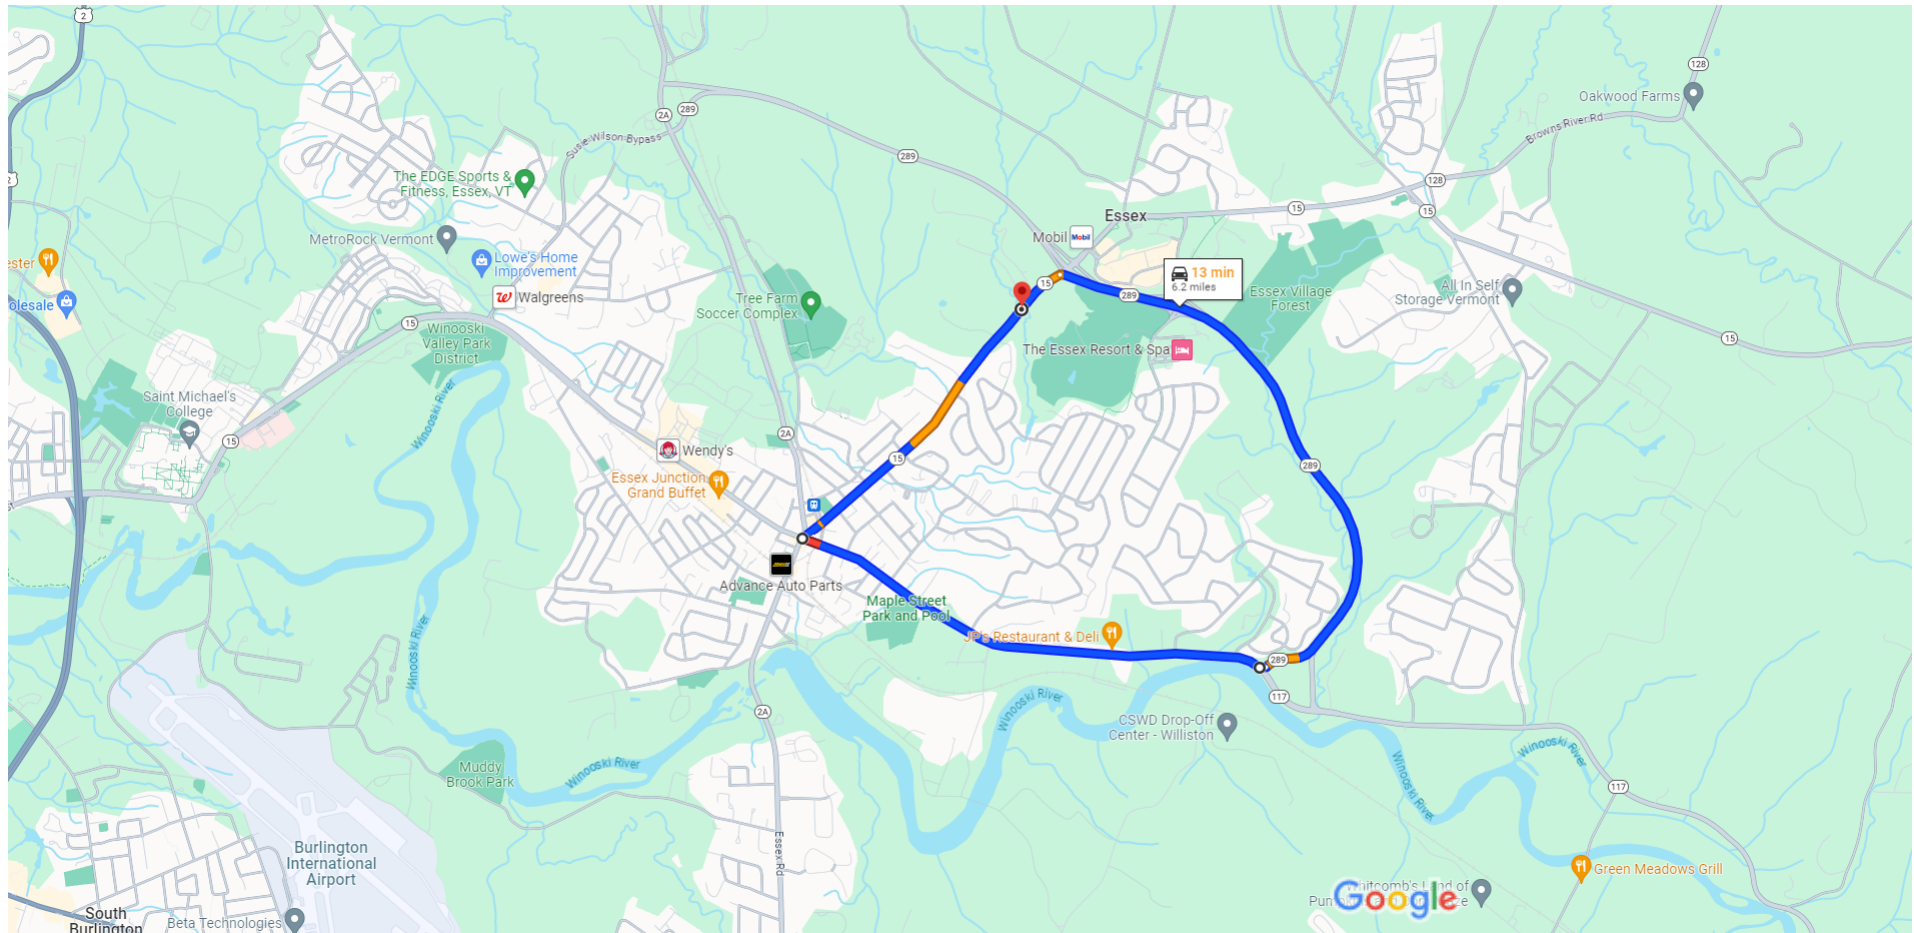 2
2A
289
Susie Wilson Bypass
289
128
Oakwood Farms
Browns River Rd
The EDGE Sports &
Fitness, Essex, VT
128
15
15
Essex
Mobil
Mobil
MetroRock Vermont
Lowe's Home
Improvement
Walgreens
13 min
6.2 miles
15
289
Essex Village
Forest
All In Self
Storage Vermont
15
Tree Farm
Soccer Complex
15
Winooski
Valley Park
District
The Essex Resort & Spa
Saint Michael's
College
15
Winooski River
2A
Wendy's
15
289
Essex Junction
Grand Buffet
Advance Auto Parts
Maple Street
Park and Pool
JP's Restaurant & Deli
289
117
Winooski River
2A
Winooski River
CSWD Drop-Off
Center - Williston
Winooski River
Winooski River
Winooski River
Muddy
Brook Park
117
Essex Rd
Burlington
International
Airport
Green Meadows Grill
Google
South
Burlington
Beta Technologies